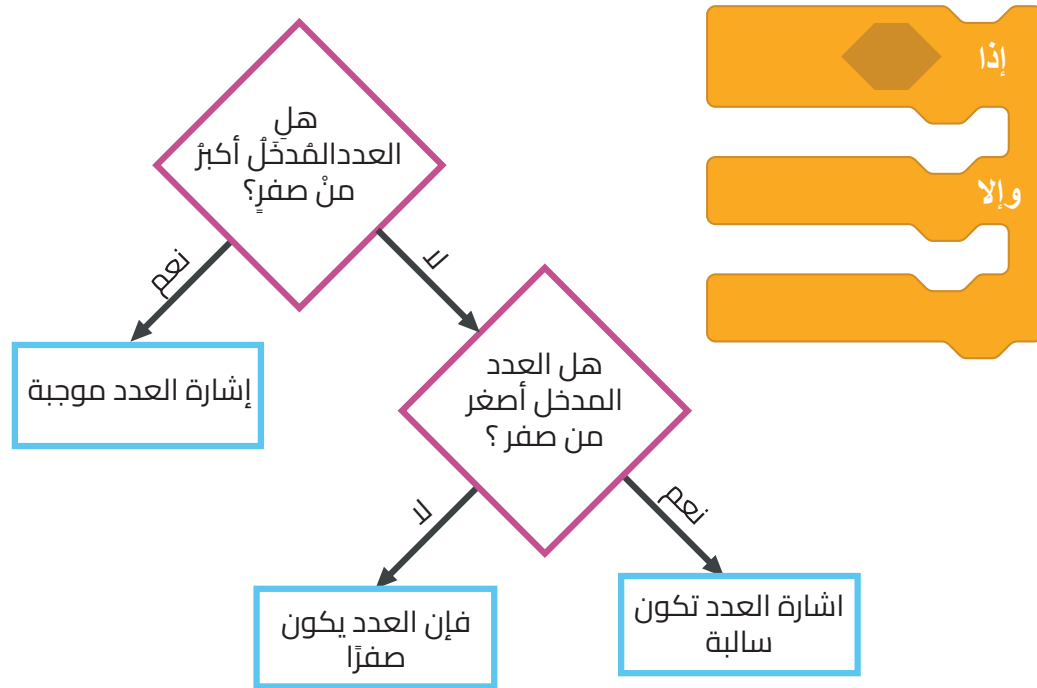 إذا
وإلا
هلِ
العددالمُدخَلُ أكبرُ
منْ صفرٍ؟
نعم
لا
إشارة العدد موجبة
هل العدد
المدخل أصغر
من صفر ؟
لا
نعم
فإن العدد يكون
صفرًا
اشارة العدد تكون
سالبة